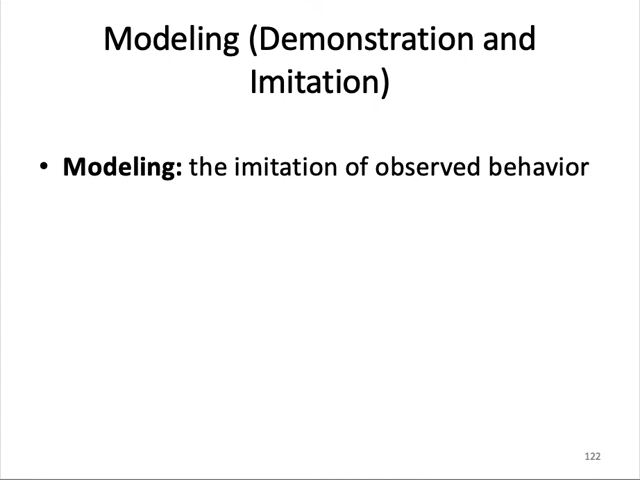 Modeling (Demonstration and
Imitation)
• Modeling: the imitation of observed behavior
122